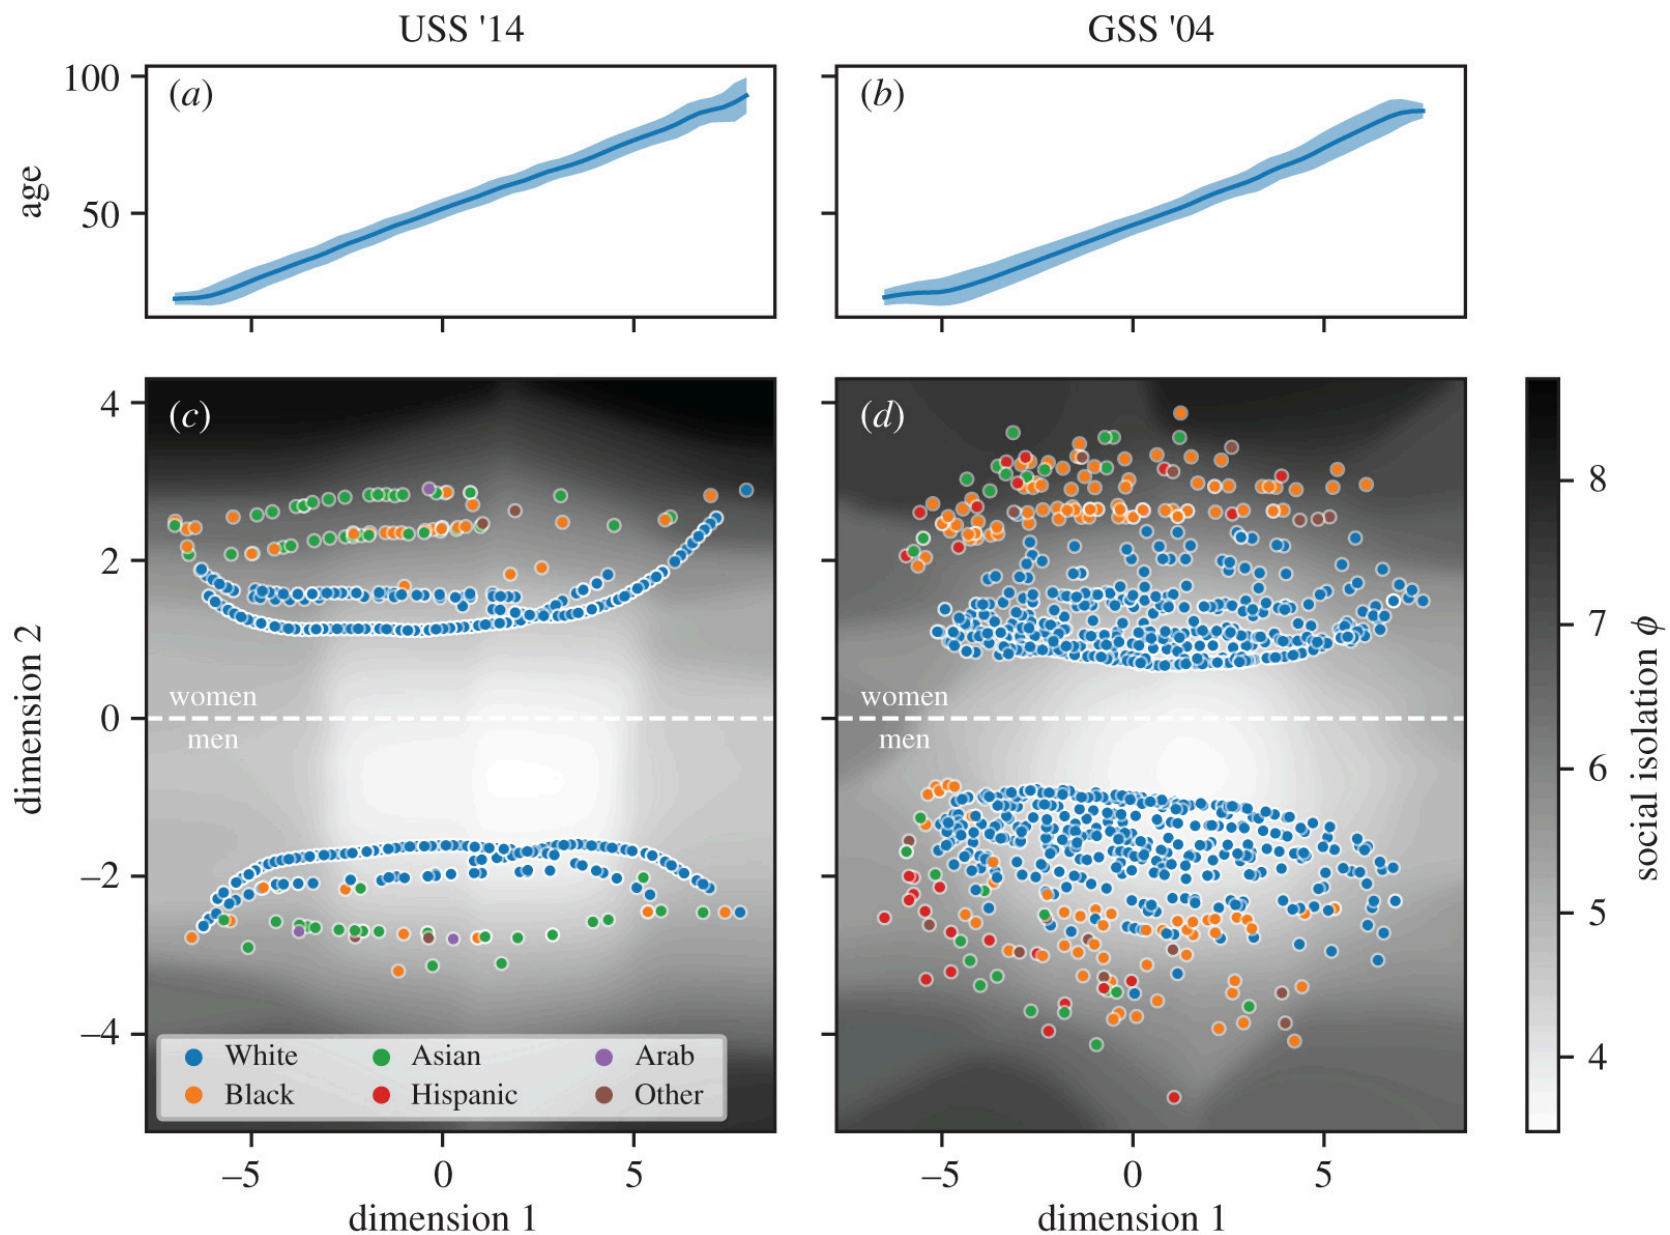 USS '14
GSS '04
(a)
(b)
100
50
age
(c)
(d)
4
2
0
−2
−4
women
men
women
men
dimension 2
White
Asian
Arab
Black
Hispanic
Other
−5
0
5
−5
0
5
dimension 1
dimension 1
8
7
6
5
4
social isolation ϕ